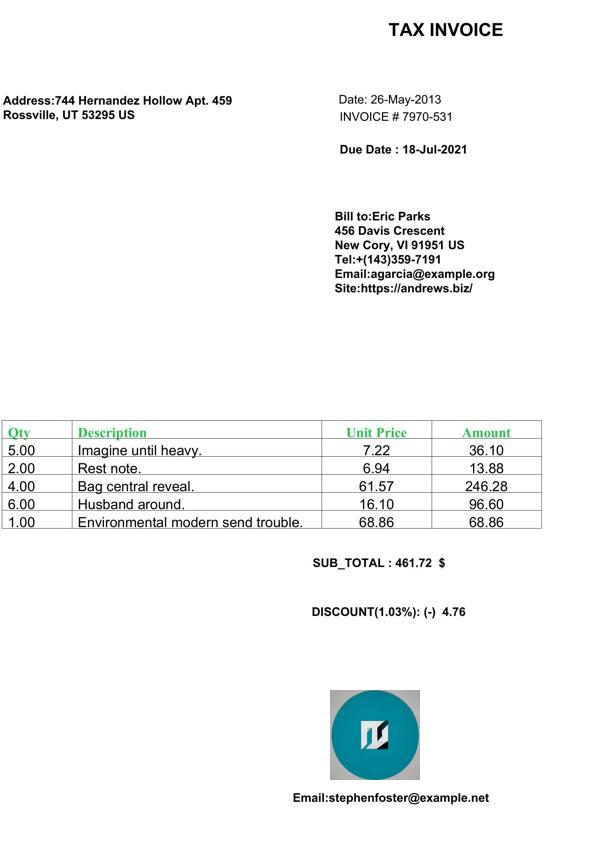 TAX INVOICE
Address:744 Hernandez Hollow Apt. 459
Rossville, UT 53295 US
Date: 26-May-2013
INVOICE # 7970-531
Due Date : 18-Jul-2021
Bill to:Eric Parks
456 Davis Crescent
New Cory, VI 91951 US
Tel:+(143)359-7191
Email:agarcia@example.org
Site:https://andrews.biz/
Qty Description Unit Price Amount
5.00 Imagine until heavy. 7.22 36.10
2.00 Rest note. 6.94 13.88
4.00 Bag central reveal. 61.57 246.28
6.00 Husband around. 16.10 96.60
1.00 Environmental modern send trouble. 68.86 68.86
SUB_TOTAL : 461.72 $
DISCOUNT(1.03%): (-) 4.76
Email:stephenfoster@example.net